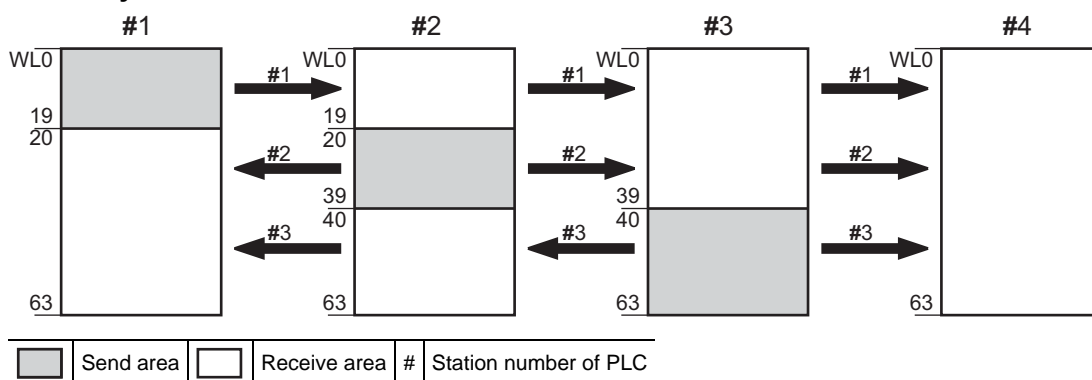 #1 #2 #3 #4
WL0 WL0 WL0 WL0
#1 #1 #1
19 19
20 20
#2 #2 #2
39 39
40 40
#3 #3 #3
63 63 63 63
Send area Receive area # Station number of PLC